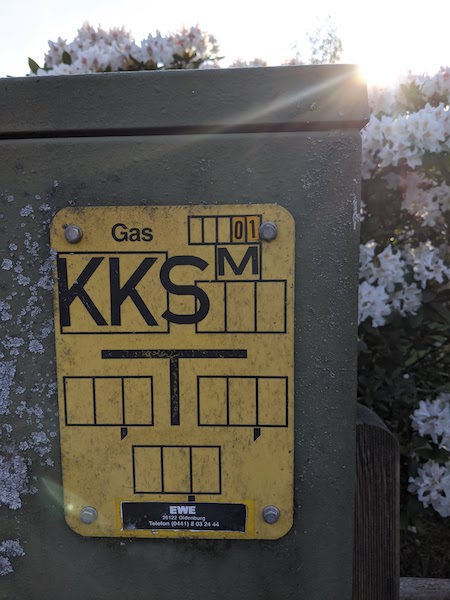 Gas 01
M
KKS
EWE
26122 Oldenburg
Telefon (0441) 8 03 24 44